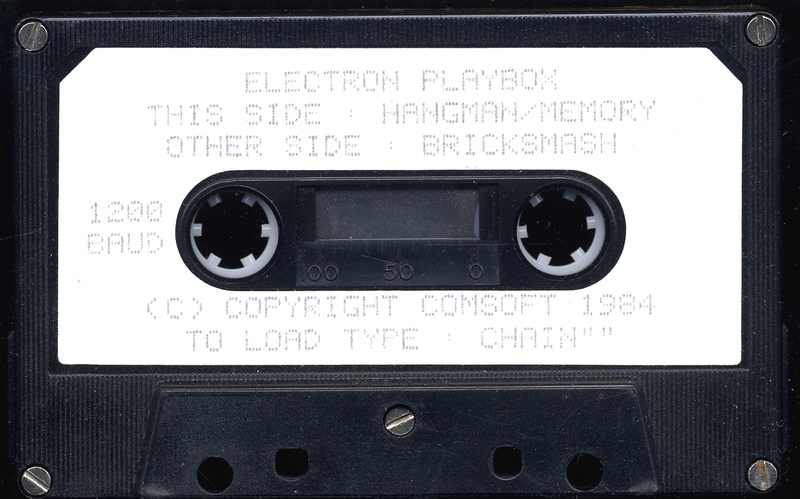 ELECTRON PLAYBOX
THIS SIDE : HANGMAN/MEMORY
OTHER SIDE : BRICKSMASH
1200
BAUD
100 50 0
(C) COPYRIGHT COMSOFT 1984
TO LOAD TYPE : CHAIN""